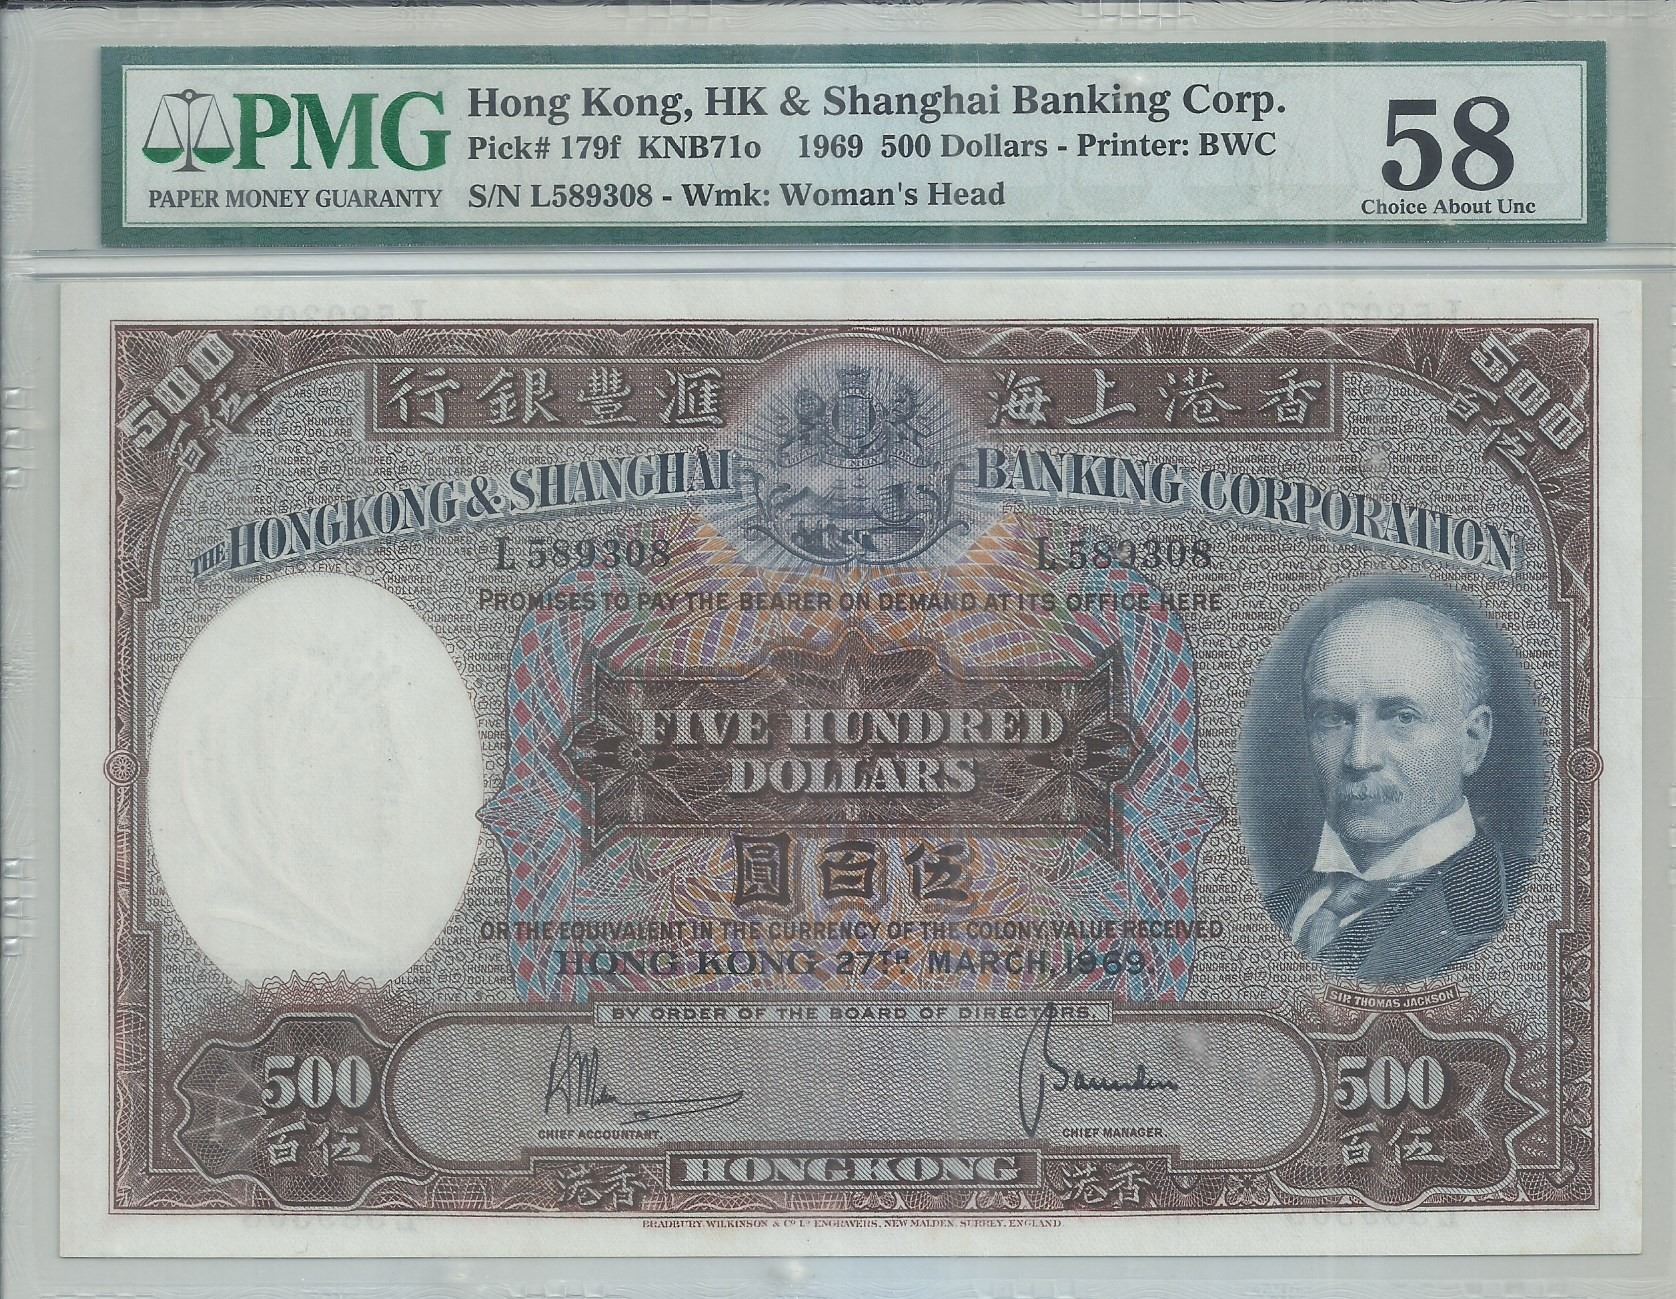 PMG
PAPER MONEY GUARANTY
Hong Kong, HK & Shanghai Banking Corp.
Pick# 179f KNB71o 1969 500 Dollars - Printer: BWC
S/N L589308 - Wmk: Woman's Head
58
Choice About Unc
500 500
百伍 百伍
行銀豐滙 海上港香
THE HONGKONG & SHANGHAI BANKING CORPORATION
L589308 L589308
PROMISES TO PAY THE BEARER ON DEMAND AT ITS OFFICE HERE
FIVE HUNDRED
DOLLARS
圓百伍
OR THE EQUIVALENT IN THE CURRENCY OF THE COLONY, VALUE RECEIVED
HONG KONG 27TH MARCH, 1969.
SIR THOMAS JACKSON
BY ORDER OF THE BOARD OF DIRECTORS.
500 500
百伍 百伍
CHIEF ACCOUNTANT. CHIEF MANAGER.
港香 HONGKONG 港香
BRADBURY, WILKINSON & Co. Ld. ENGRAVERS, NEW MALDEN, SURREY, ENGLAND